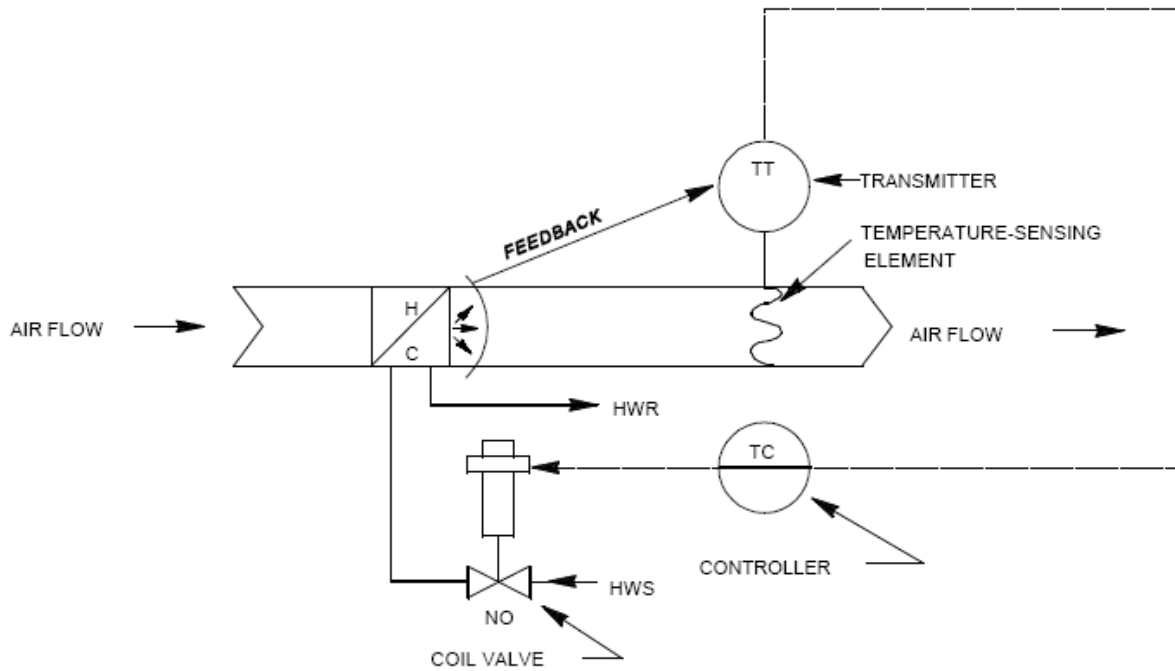 TT
TRANSMITTER
FEEDBACK
TEMPERATURE-SENSING
ELEMENT
H
AIR FLOW
AIR FLOW
C
HWR
TC
CONTROLLER
HWS
NO
COIL VALVE